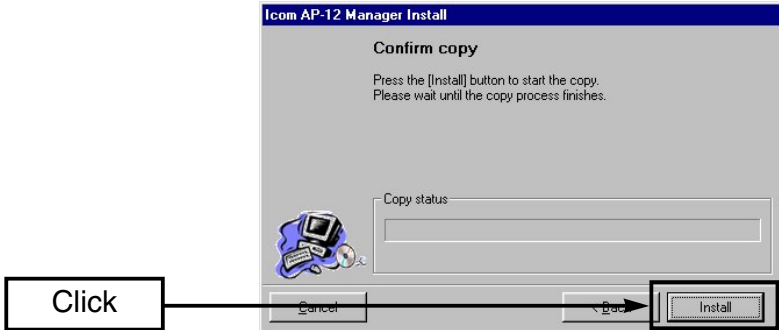 Icom AP-12 Manager Install
Confirm copy
Press the [Install] button to start the copy.
Please wait until the copy process finishes.
Copy status
Click
Cancel
< Back
Install